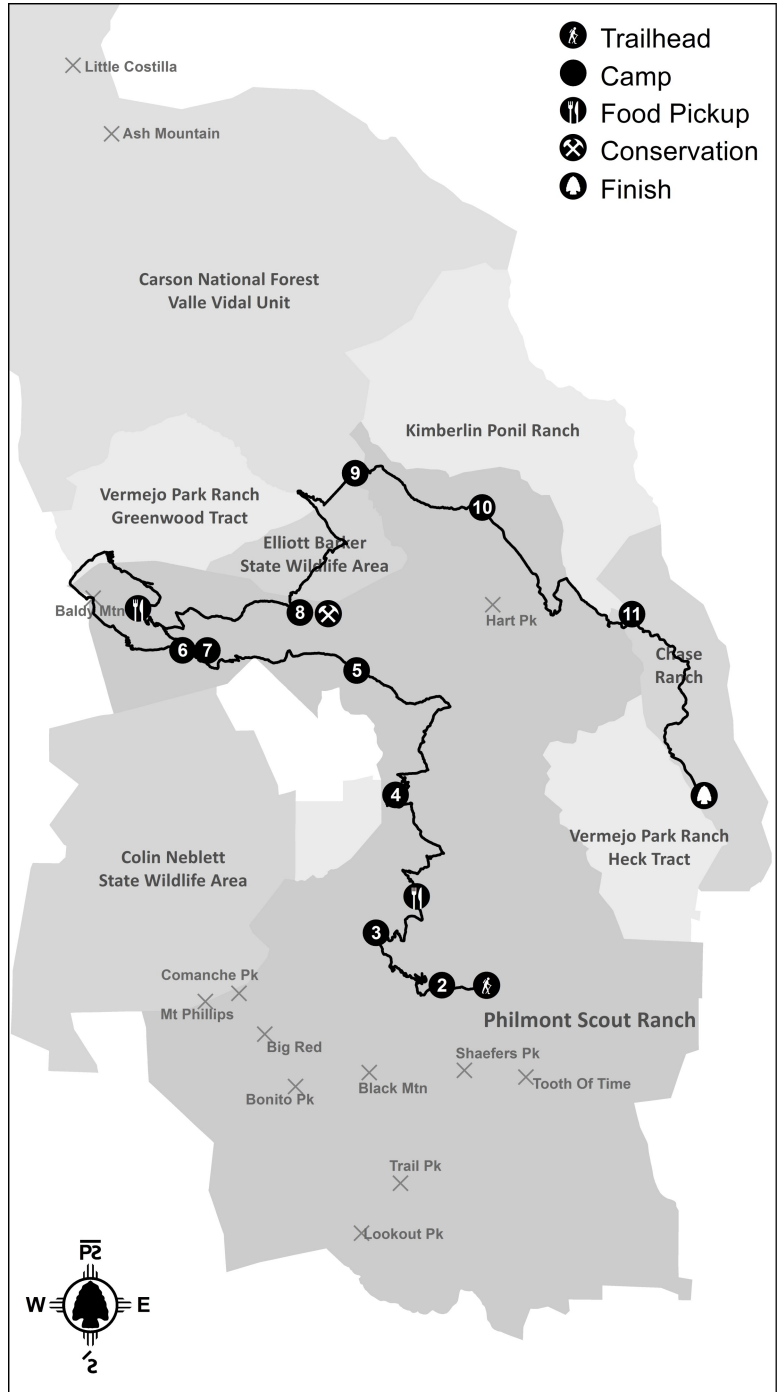 Trailhead
Camp
Food Pickup
Conservation
Finish
Little Costilla
Ash Mountain
Carson National Forest
Valle Vidal Unit
Kimberlin Ponil Ranch
9
Vermejo Park Ranch
Greenwood Tract
10
Elliott Barker
State Wildlife Area
Baldy Mtn
8
Hart Pk
11
6
7
5
Chase
Ranch
4
Vermejo Park Ranch
Heck Tract
Colin Neblett
State Wildlife Area
3
2
Comanche Pk
Mt Phillips
Philmont Scout Ranch
Big Red
Shaefers Pk
Black Mtn
Tooth Of Time
Bonito Pk
Trail Pk
Lookout Pk
W
E